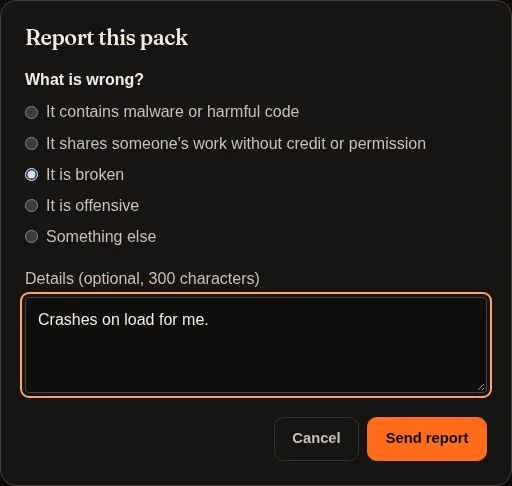 Report this pack
What is wrong?
It contains malware or harmful code
It shares someone's work without credit or permission
It is broken
It is offensive
Something else
Details (optional, 300 characters)
Crashes on load for me.
Cancel
Send report